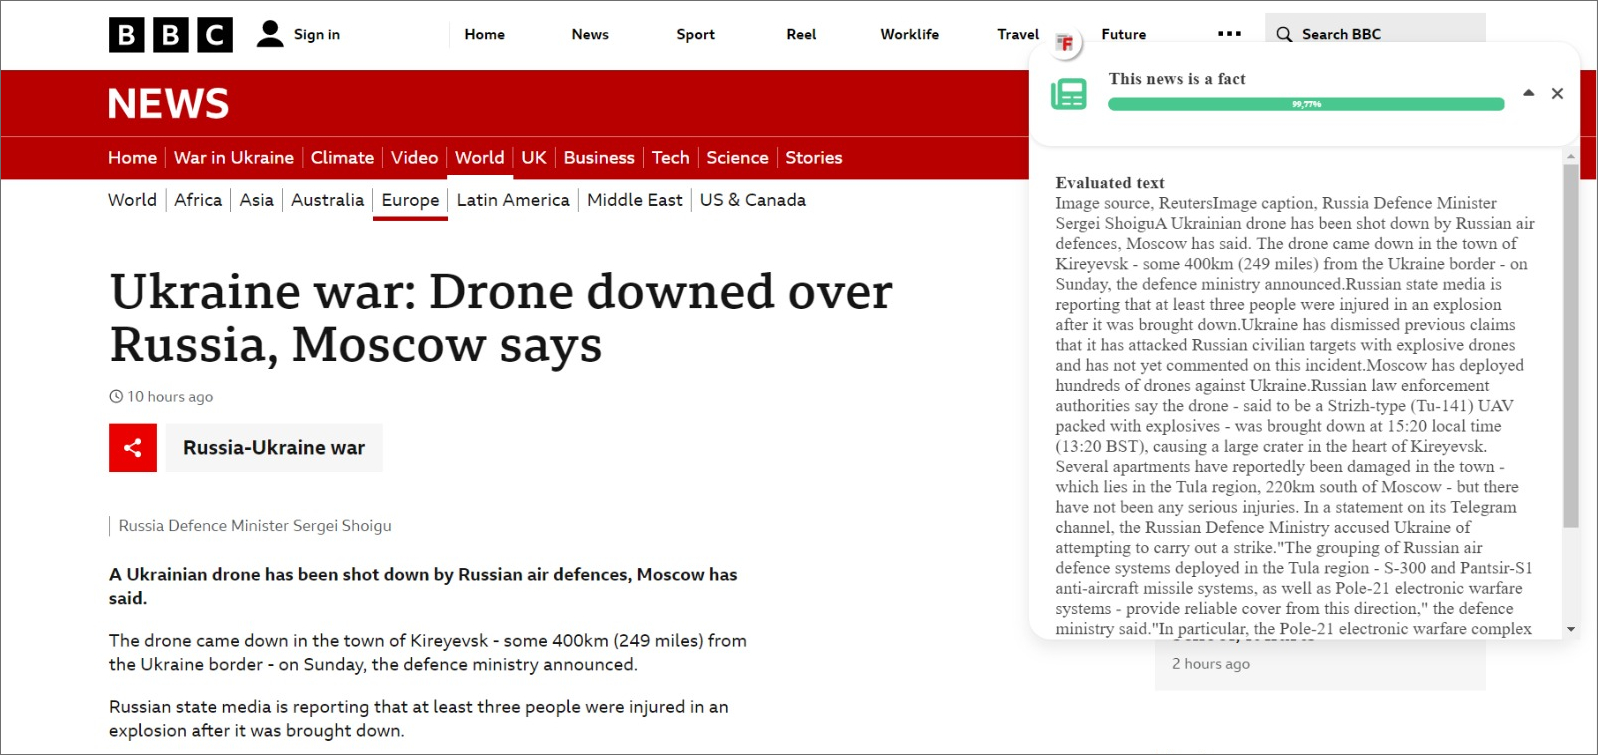 BBC
Sign in
Home
News
Sport
Reel
Worklife
Travel
Future
Search BBC
NEWS
Home
War in Ukraine
Climate
Video
World
UK
Business
Tech
Science
Stories
World
Africa
Asia
Australia
Europe
Latin America
Middle East
US & Canada
Ukraine war: Drone downed over
Russia, Moscow says
10 hours ago
Russia-Ukraine war
Russia Defence Minister Sergei Shoigu
A Ukrainian drone has been shot down by Russian air defences, Moscow has
said.
The drone came down in the town of Kireyevsk - some 400km (249 miles) from
the Ukraine border - on Sunday, the defence ministry announced.
Russian state media is reporting that at least three people were injured in an
explosion after it was brought down.
F
This news is a fact
99,77%
Evaluated text
Image source, ReutersImage caption, Russia Defence Minister
Sergei ShoiguA Ukrainian drone has been shot down by Russian air
defences, Moscow has said. The drone came down in the town of
Kireyevsk - some 400km (249 miles) from the Ukraine border - on
Sunday, the defence ministry announced.Russian state media is
reporting that at least three people were injured in an explosion
after it was brought down.Ukraine has dismissed previous claims
that it has attacked Russian civilian targets with explosive drones
and has not yet commented on this incident.Moscow has deployed
hundreds of drones against Ukraine.Russian law enforcement
authorities say the drone - said to be a Strizh-type (Tu-141) UAV
packed with explosives - was brought down at 15:20 local time
(13:20 BST), causing a large crater in the heart of Kireyevsk.
Several apartments have reportedly been damaged in the town -
which lies in the Tula region, 220km south of Moscow - but there
have not been any serious injuries. In a statement on its Telegram
channel, the Russian Defence Ministry accused Ukraine of
attempting to carry out a strike."The grouping of Russian air
defence systems deployed in the Tula region - S-300 and Pantsir-S1
anti-aircraft missile systems, as well as Pole-21 electronic warfare
systems - provide reliable cover from this direction," the defence
ministry said."In particular, the Pole-21 electronic warfare complex
2 hours ago